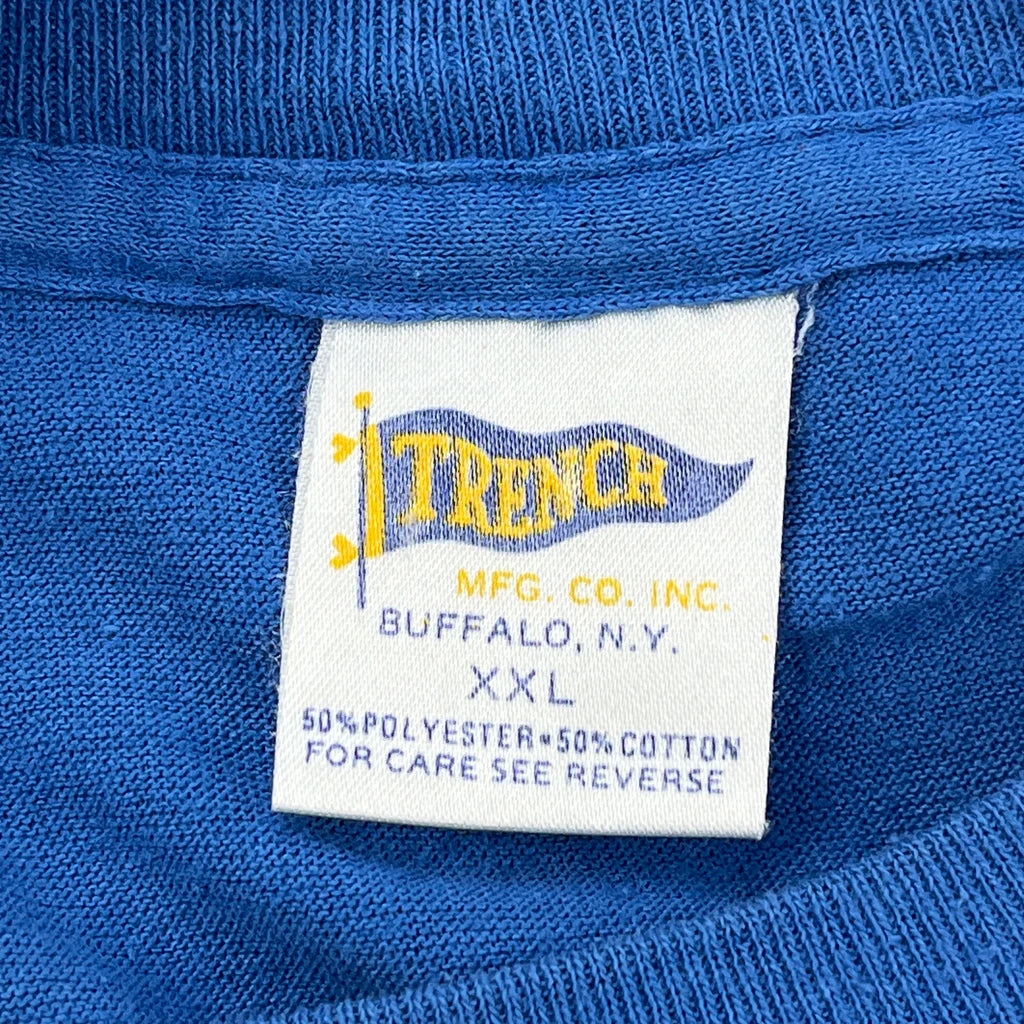 TRENCH
MFG. CO. INC.
BUFFALO, N.Y.
XXL
50% POLYESTER • 50% COTTON
FOR CARE SEE REVERSE